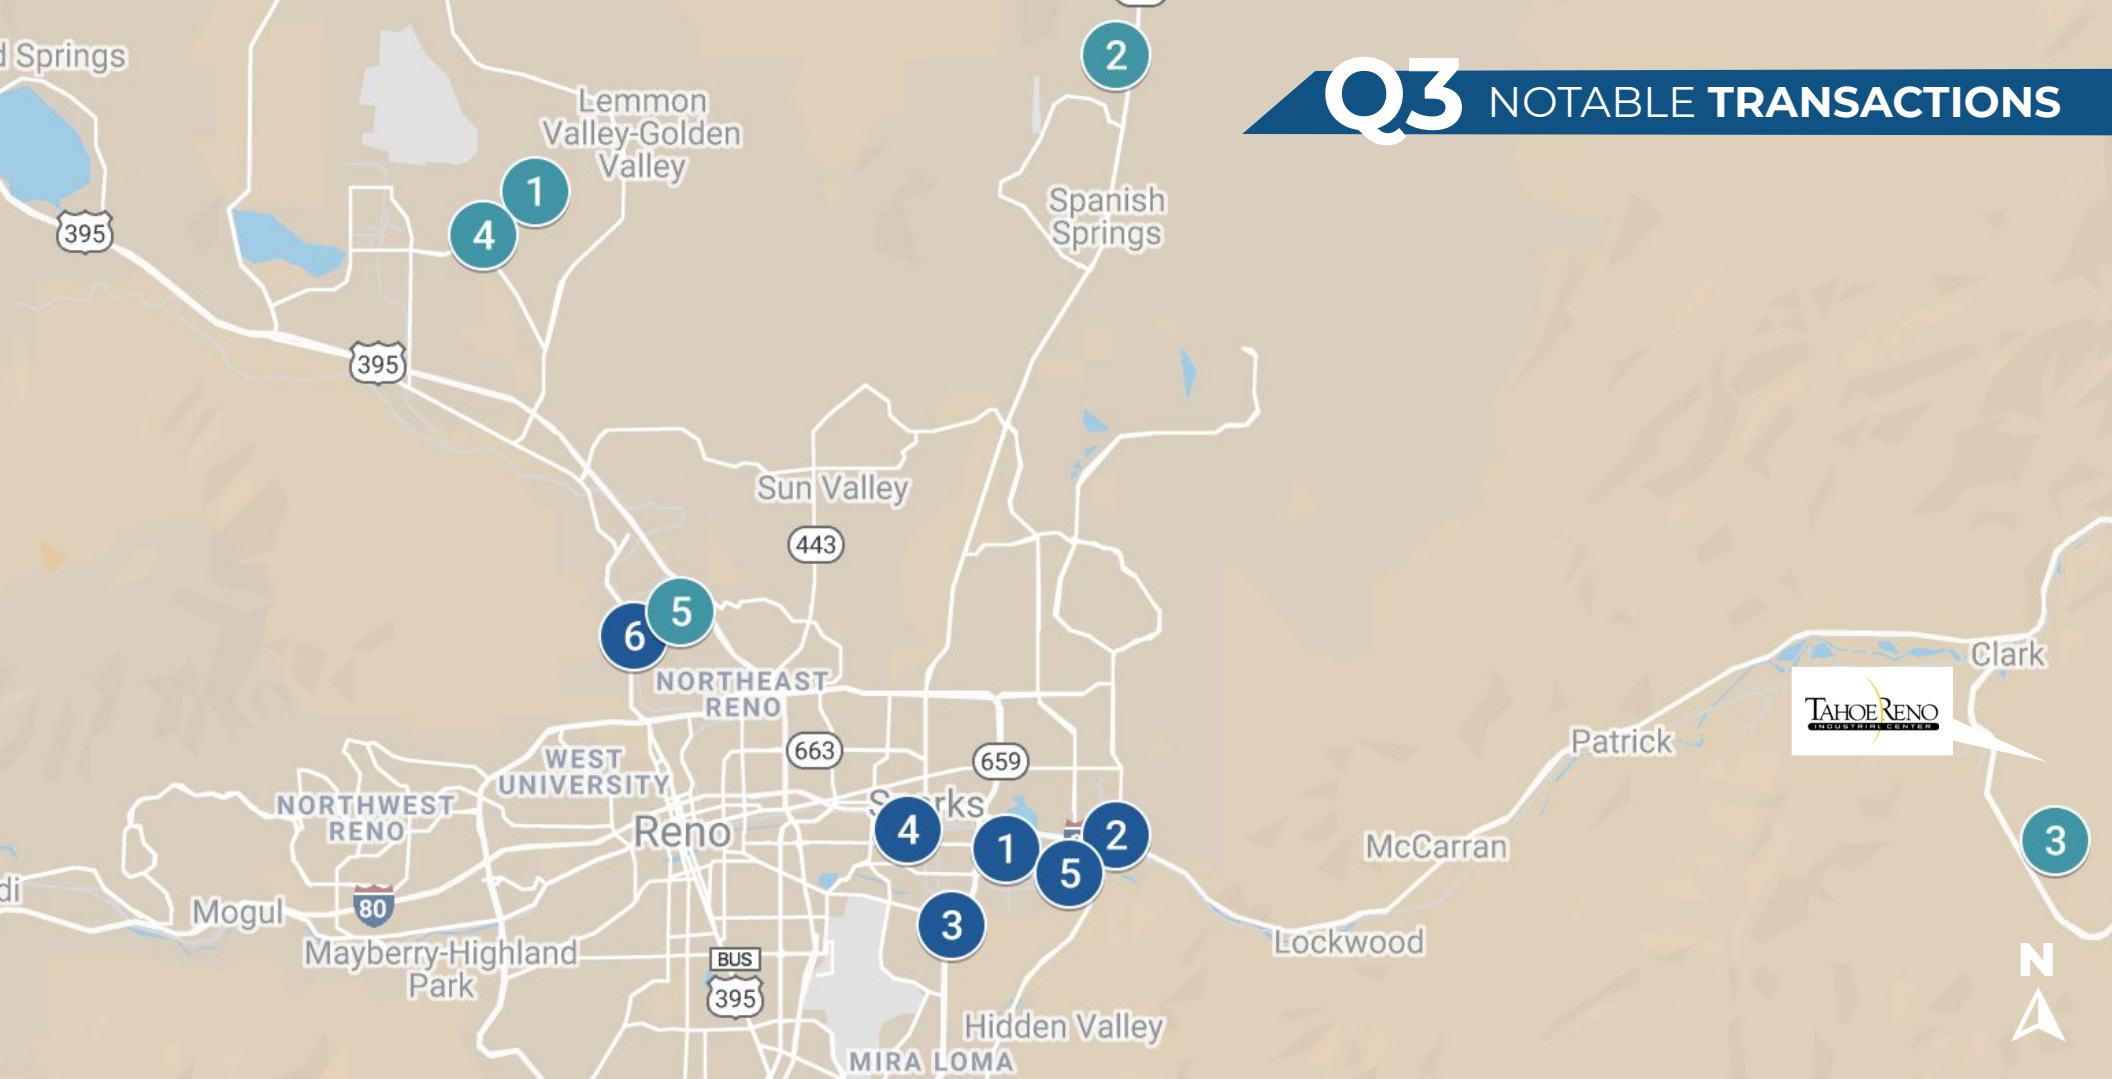 2
d Springs
Q3 NOTABLE TRANSACTIONS
Lemmon
Valley-Golden
Valley
1
4
395
Spanish
Springs
395
Sun Valley
443
5
6
NORTHEAST
RENO
Clark
TAHOE RENO
INDUSTRIAL CENTER
Patrick
663
659
WEST
UNIVERSITY
NORTHWEST
RENO
Reno
4
1
2
5
McCarran
3
di
Mogul
80
3
Lockwood
Mayberry-Highland
Park
BUS
395
N
Hidden Valley
MIRA LOMA